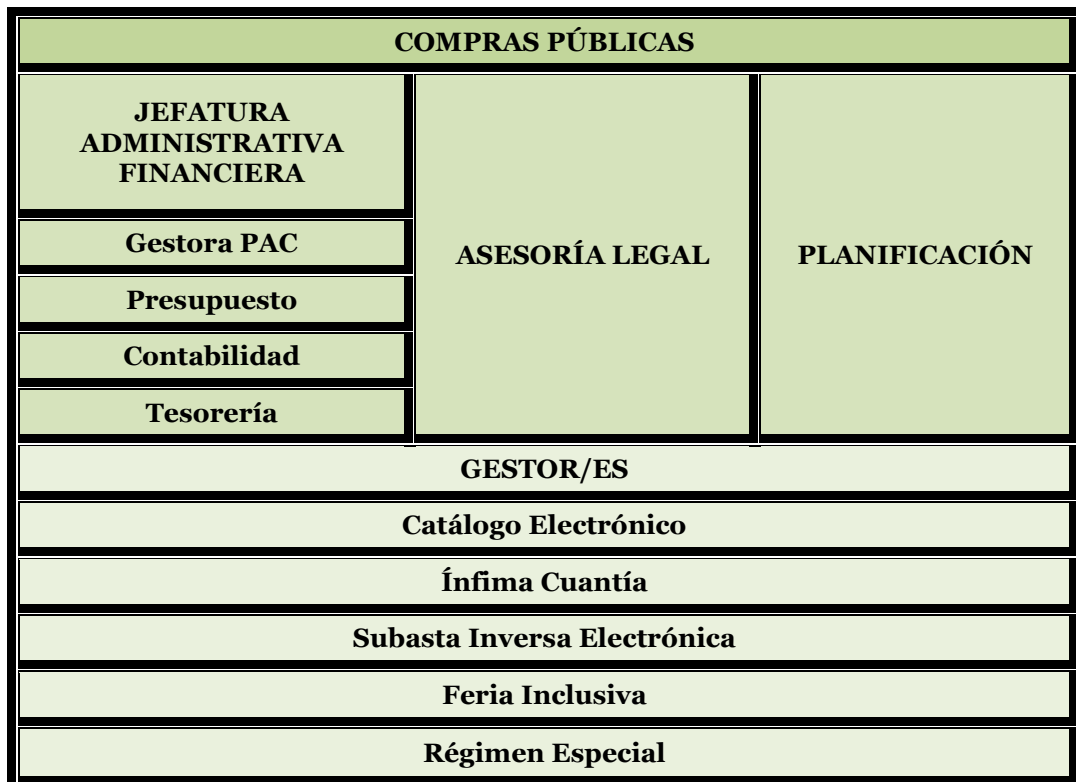 COMPRAS PÚBLICAS
JEFATURA
ADMINISTRATIVA
FINANCIERA
Gestora PAC
Presupuesto
Contabilidad
Tesorería
ASESORÍA LEGAL
PLANIFICACIÓN
GESTOR/ES
Catálogo Electrónico
Ínfima Cuantía
Subasta Inversa Electrónica
Feria Inclusiva
Régimen Especial